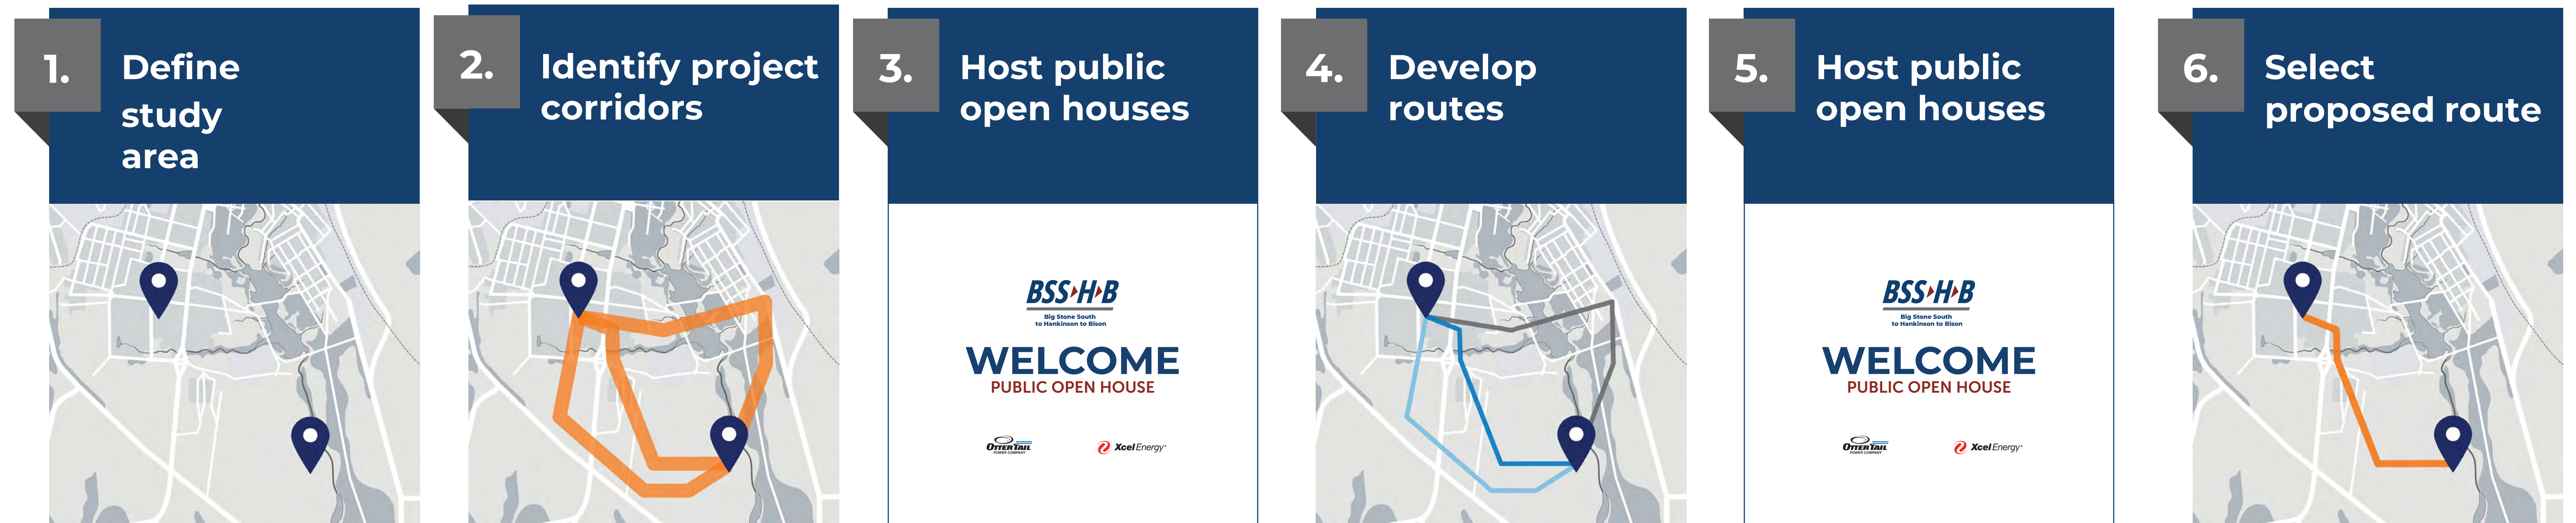 1.
Define
study
area
2.
Identify project
corridors
3.
Host public
open houses
BSS H B
Big Stone South
to Hankinson to Bison
WELCOME
PUBLIC OPEN HOUSE
OTTER TAIL
POWER COMPANY
Xcel Energy®
4.
Develop
routes
5.
Host public
open houses
BSS H B
Big Stone South
to Hankinson to Bison
WELCOME
PUBLIC OPEN HOUSE
OTTER TAIL
POWER COMPANY
Xcel Energy®
6.
Select
proposed route